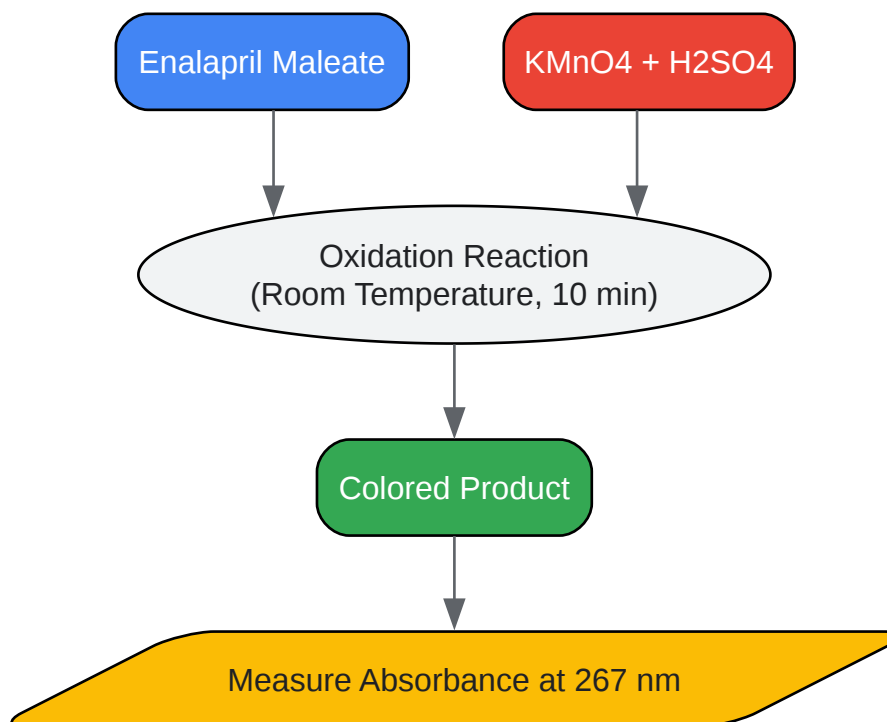 Enalapril Maleate
KMnO4 + H2SO4
Oxidation Reaction
(Room Temperature, 10 min)
Colored Product
Measure Absorbance at 267 nm